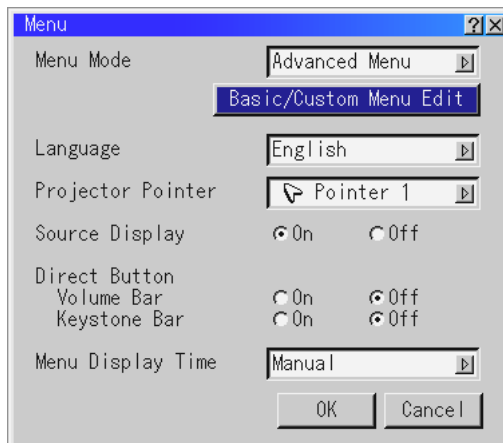 Menu ? ×
Menu Mode Advanced Menu
Basic/Custom Menu Edit
Language English
Projector Pointer Pointer 1
Source Display On Off
Direct Button
Volume Bar On Off
Keystone Bar On Off
Menu Display Time Manual
OK Cancel